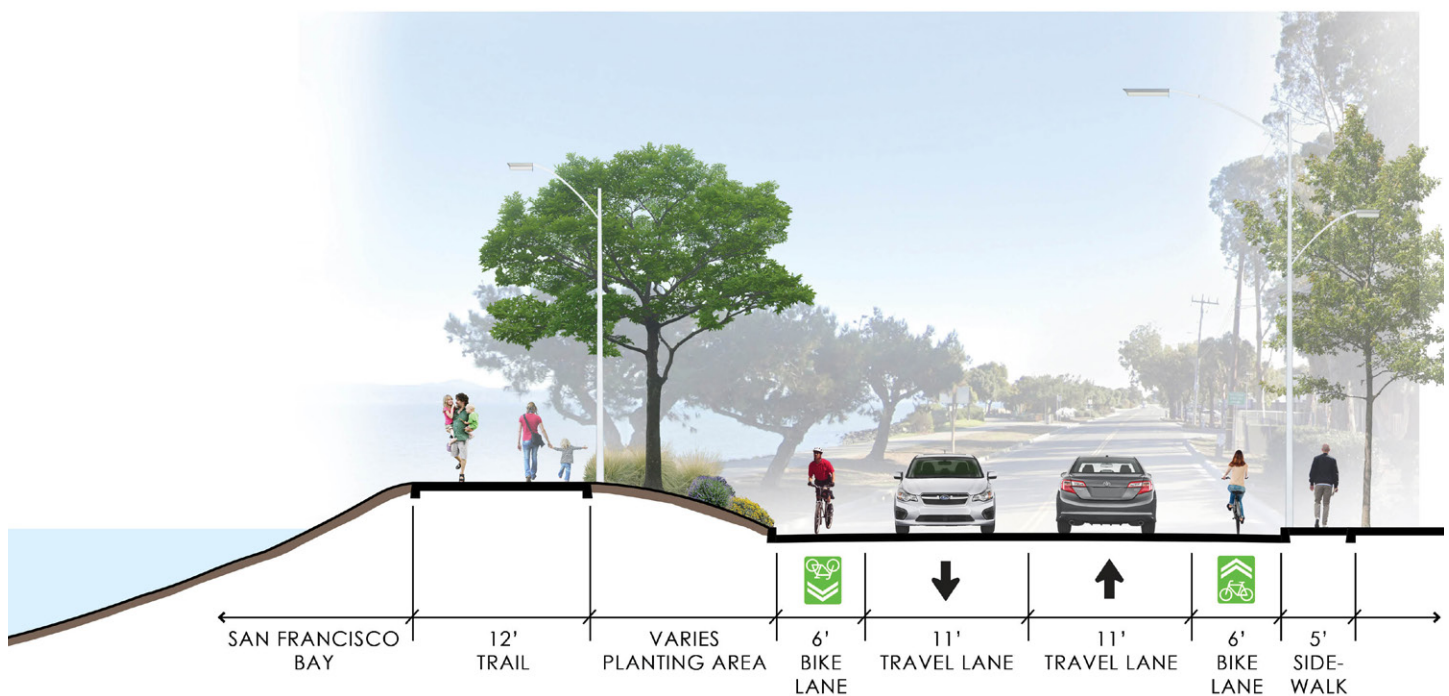 SAN FRANCISCO
BAY
12'
TRAIL
VARIES
PLANTING AREA
6'
BIKE
LANE
11'
TRAVEL LANE
11'
TRAVEL LANE
6'
BIKE
LANE
5'
SIDE-
WALK